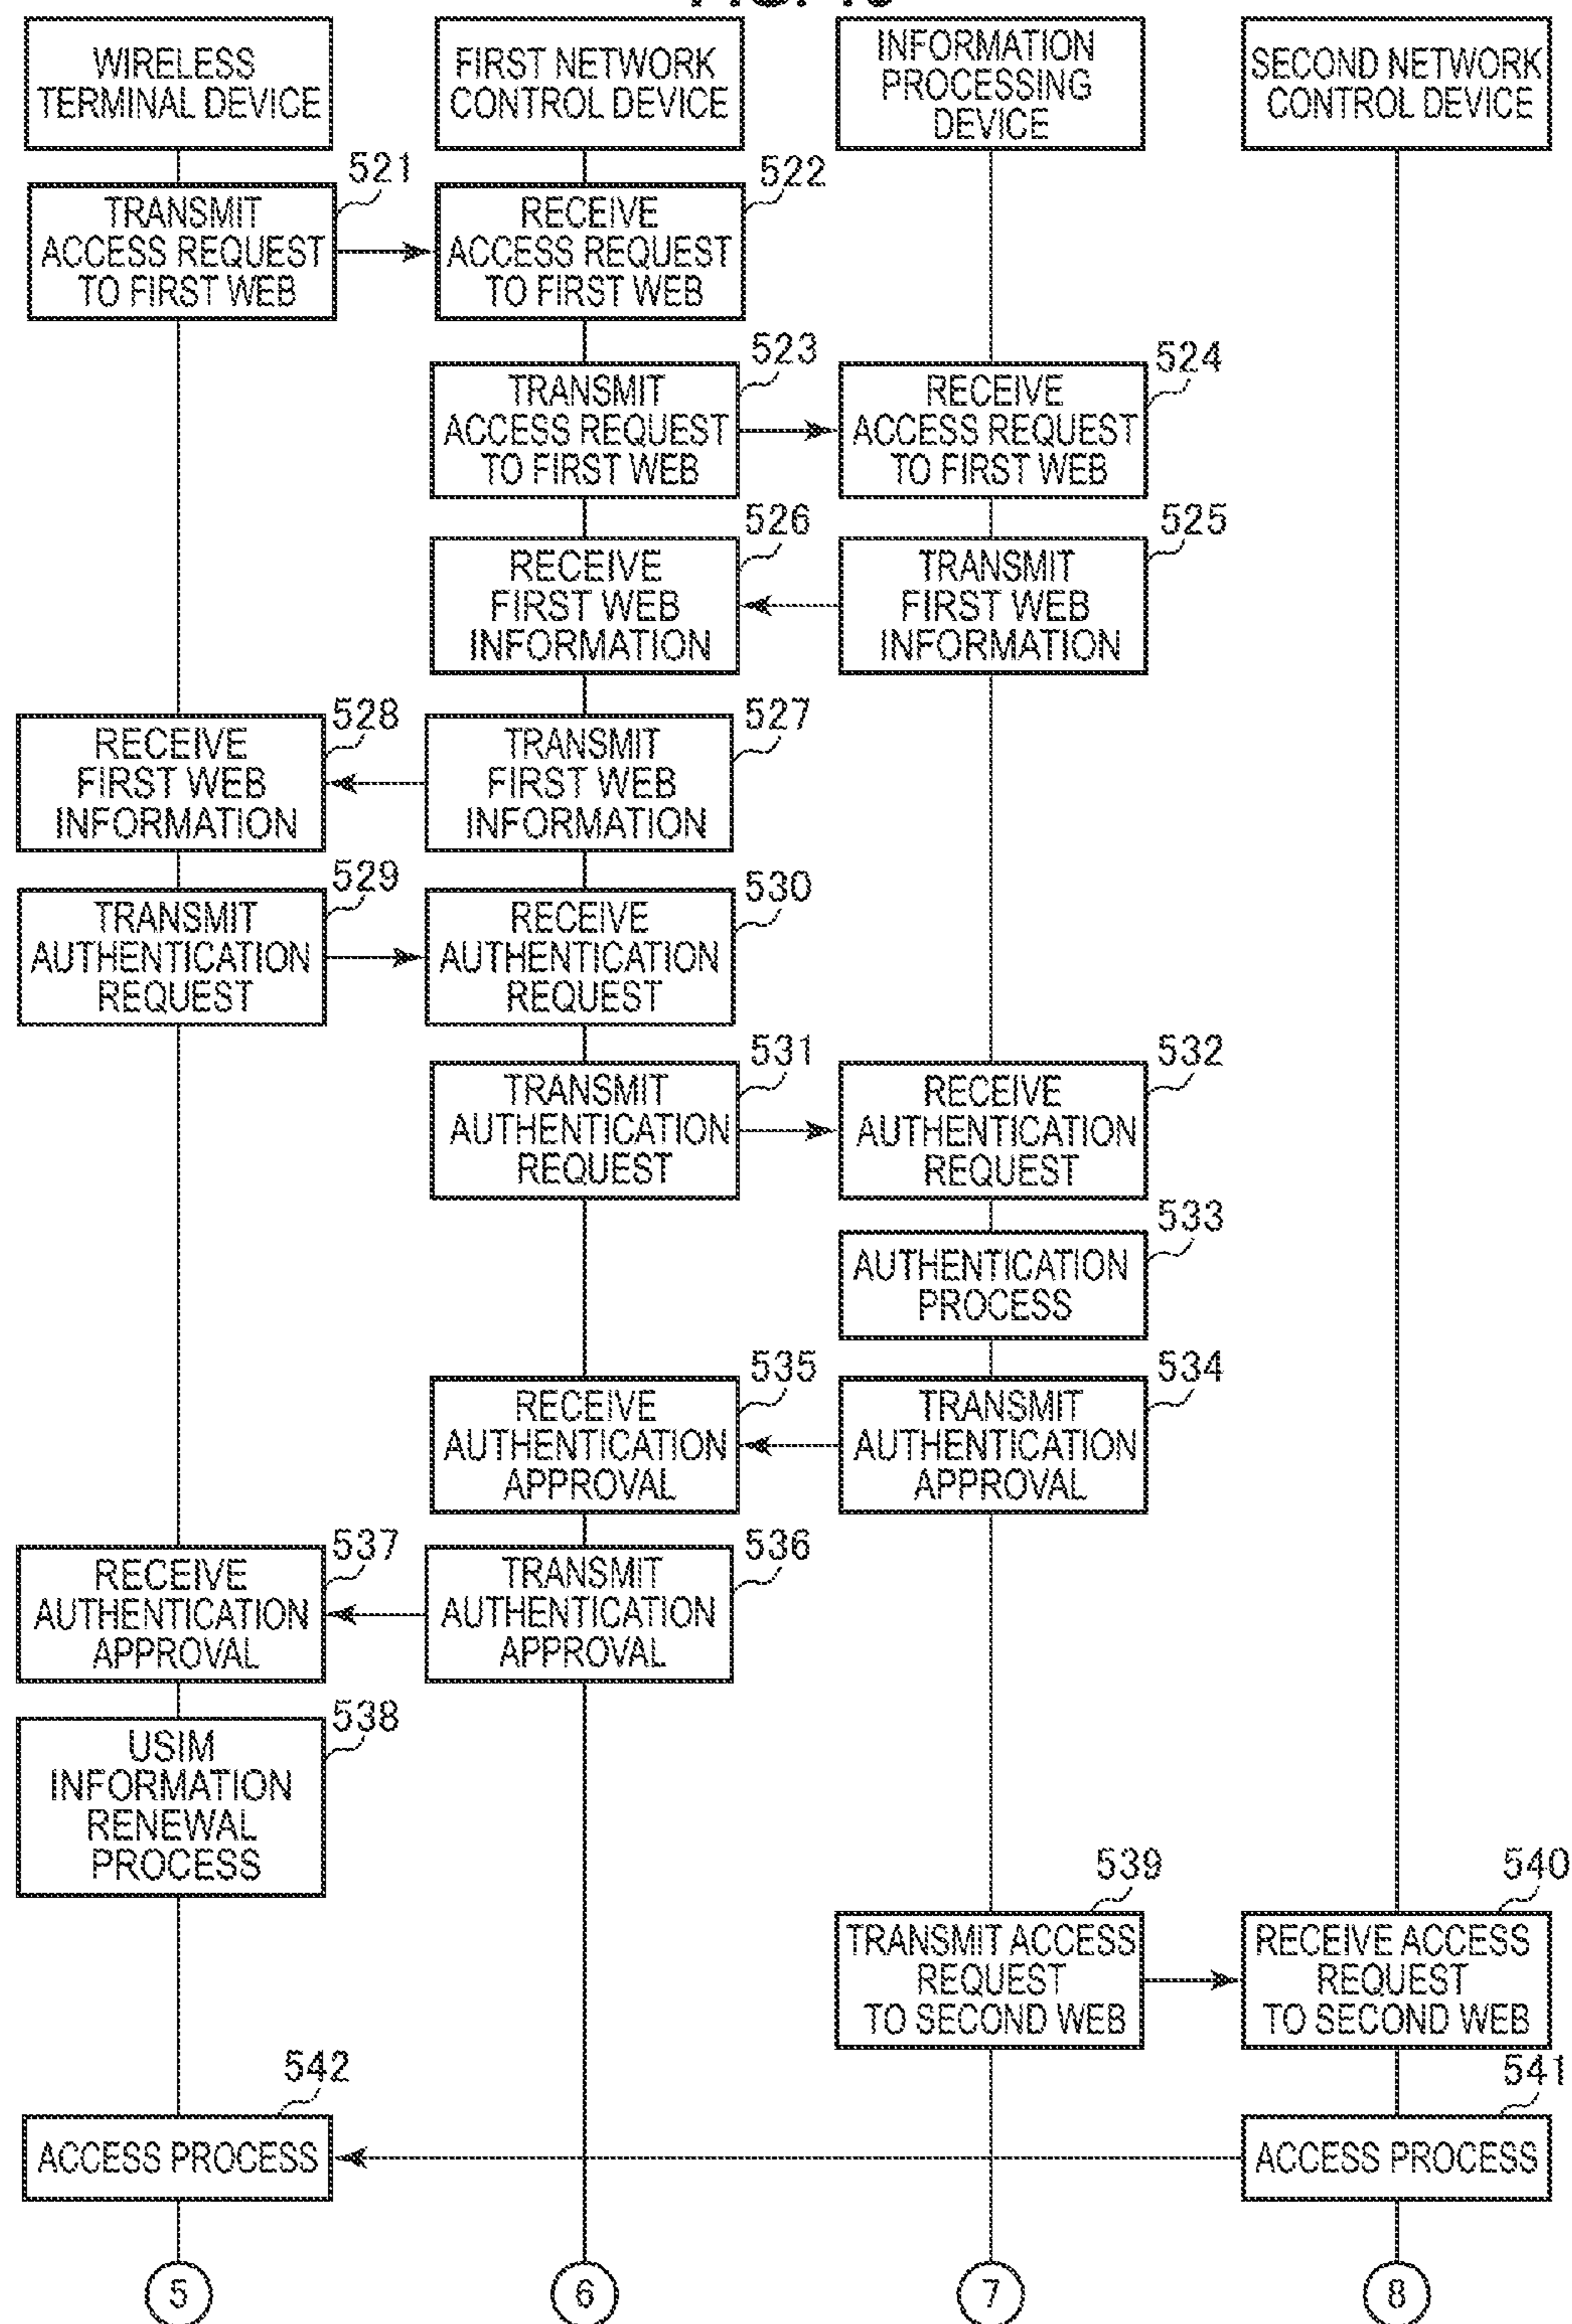 WIRELESS
TERMINAL DEVICE
FIRST NETWORK
CONTROL DEVICE
INFORMATION
PROCESSING
DEVICE
SECOND NETWORK
CONTROL DEVICE
521
TRANSMIT
ACCESS REQUEST
TO FIRST WEB
522
RECEIVE
ACCESS REQUEST
TO FIRST WEB
523
TRANSMIT
ACCESS REQUEST
TO FIRST WEB
524
RECEIVE
ACCESS REQUEST
TO FIRST WEB
526
RECEIVE
FIRST WEB
INFORMATION
525
TRANSMIT
FIRST WEB
INFORMATION
528
RECEIVE
FIRST WEB
INFORMATION
527
TRANSMIT
FIRST WEB
INFORMATION
529
TRANSMIT
AUTHENTICATION
REQUEST
530
RECEIVE
AUTHENTICATION
REQUEST
531
TRANSMIT
AUTHENTICATION
REQUEST
532
RECEIVE
AUTHENTICATION
REQUEST
533
AUTHENTICATION
PROCESS
535
RECEIVE
AUTHENTICATION
APPROVAL
534
TRANSMIT
AUTHENTICATION
APPROVAL
537
RECEIVE
AUTHENTICATION
APPROVAL
536
TRANSMIT
AUTHENTICATION
APPROVAL
538
USIM
INFORMATION
RENEWAL
PROCESS
539
TRANSMIT ACCESS
REQUEST
TO SECOND WEB
540
RECEIVE ACCESS
REQUEST
TO SECOND WEB
542
ACCESS PROCESS
541
ACCESS PROCESS
5
6
7
8